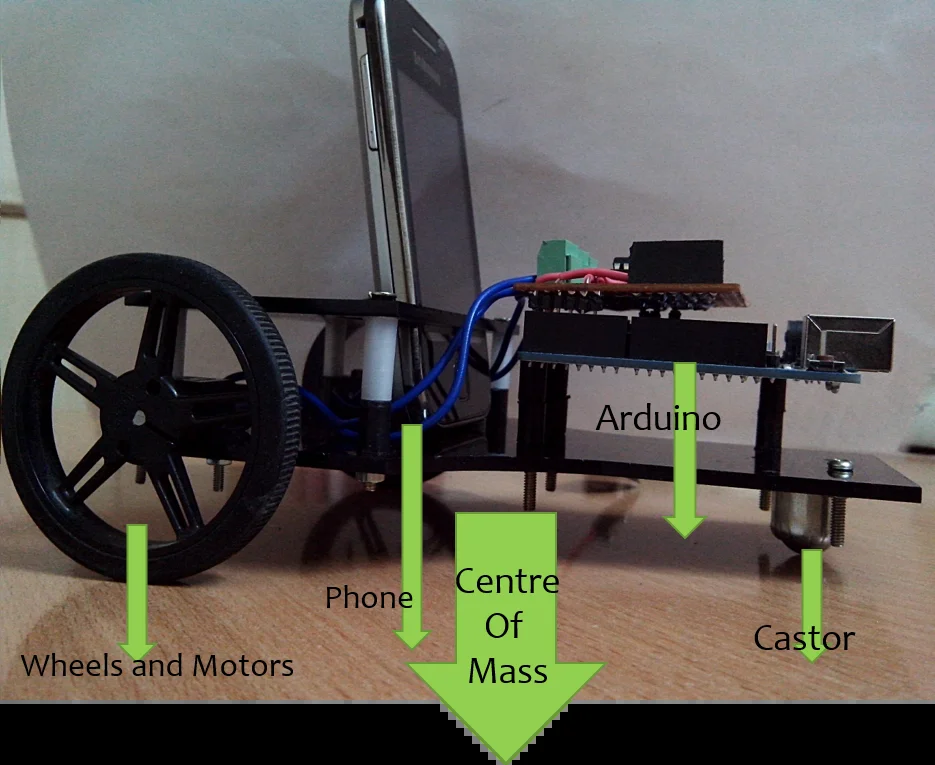 Arduino
Phone
Centre
Of
Mass
Castor
Wheels and Motors